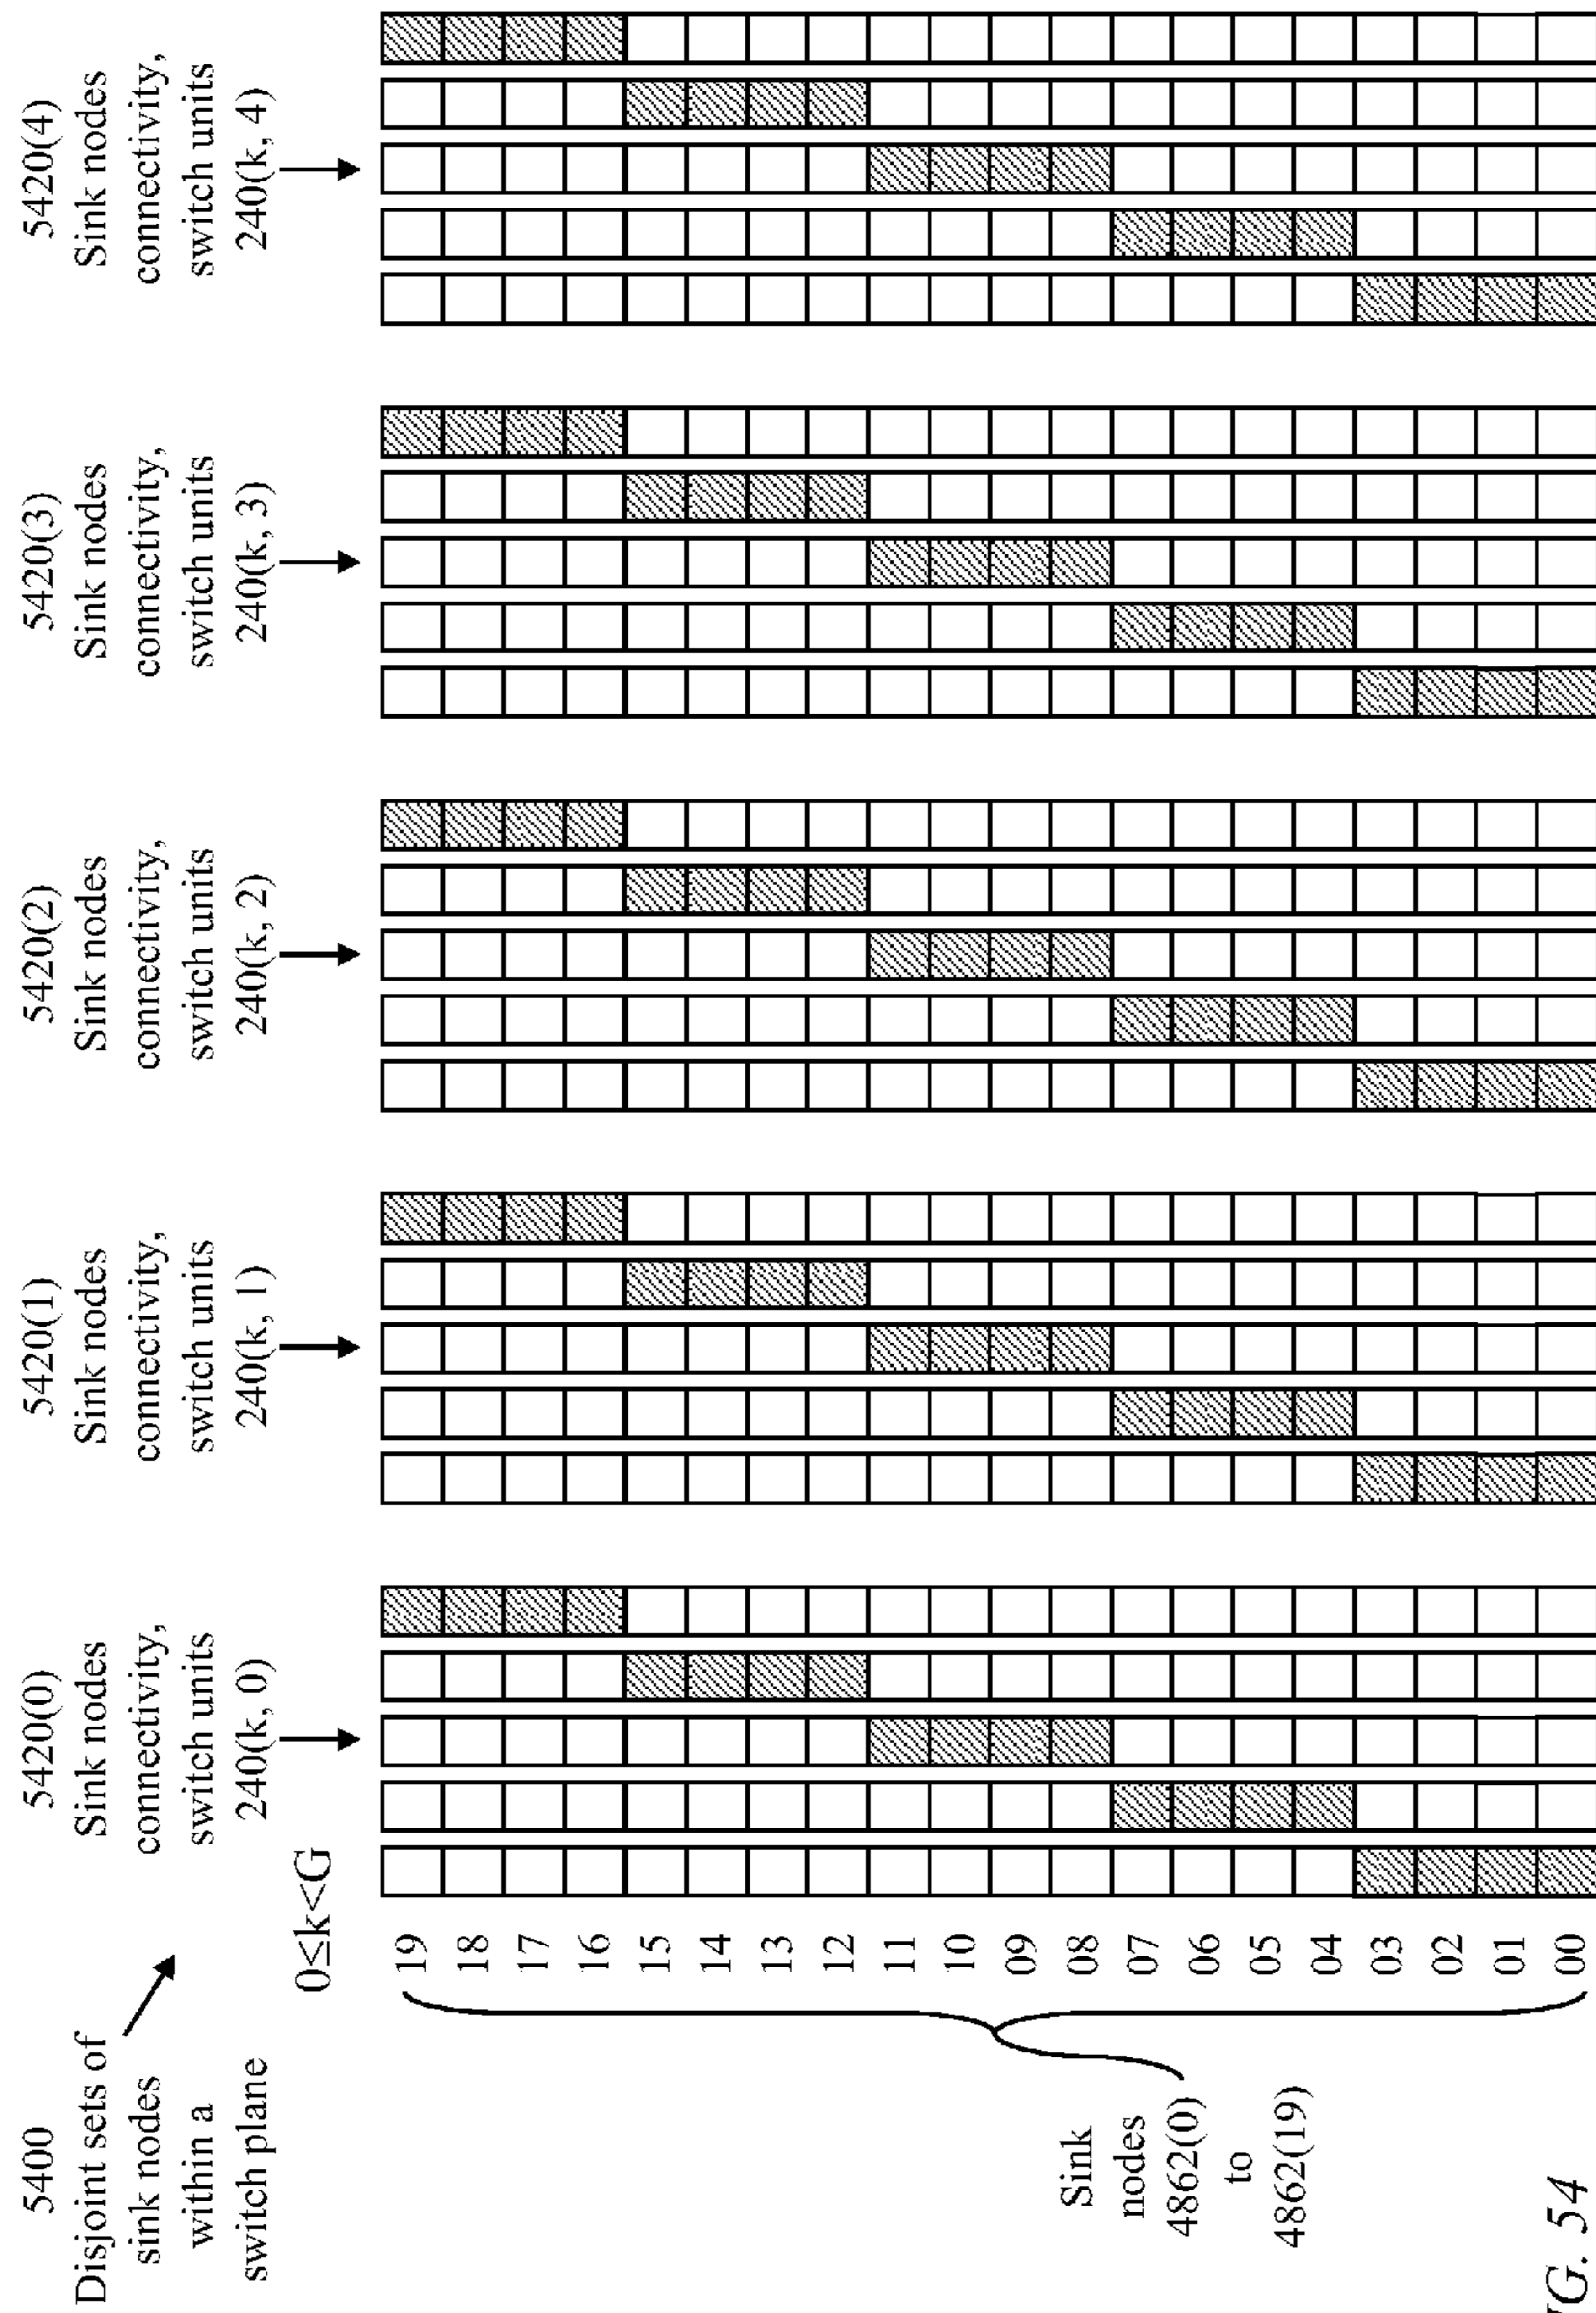 5400
Disjoint sets of
sink nodes
within a
switch plane
0≤k<G
5420(0)
Sink nodes
connectivity,
switch units
240(k, 0)
5420(1)
Sink nodes
connectivity,
switch units
240(k, 1)
5420(2)
Sink nodes
connectivity,
switch units
240(k, 2)
5420(3)
Sink nodes
connectivity,
switch units
240(k, 3)
5420(4)
Sink nodes
connectivity,
switch units
240(k, 4)
19
18
17
16
15
14
13
12
11
10
09
08
07
06
05
04
03
02
01
00
Sink
nodes
4862(0)
to
4862(19)
54